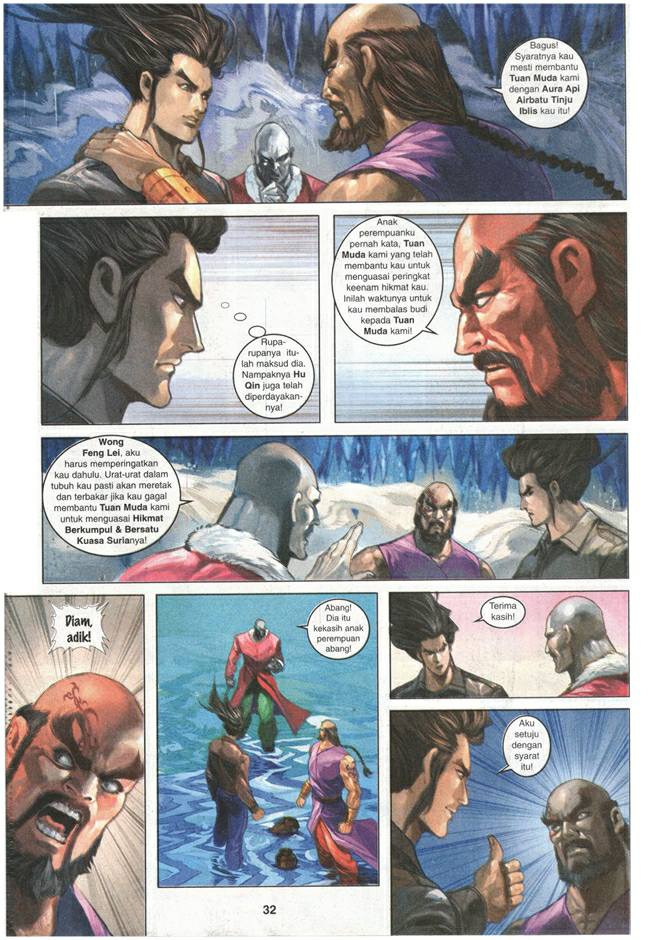 Bagus!
Syaratnya kau
mesti membantu
Tuan Muda kami
dengan Aura Api
Airbatu Tinju
Iblis kau itu!
Rupa-
rupanya itu-
lah maksud dia.
Nampaknya Hu
Qin juga telah
diperdayakan-
nya!
Anak
perempuanku
pernah kata, Tuan
Muda kami yang telah
membantu kau untuk
menguasai peringkat
keenam hikmat kau.
Inilah waktunya untuk
kau membalas budi
kepada Tuan
Muda kami!
Wong
Feng Lei, aku
harus memperingatkan
kau dahulu. Urat-urat dalam
tubuh kau pasti akan meretak
dan terbakar jika kau gagal
membantu Tuan Muda kami
untuk menguasai Hikmat
Berkumpul & Bersatu
Kuasa Surianya!
Diam,
adik!
Abang!
Dia itu
kekasih anak
perempuan
abang!
Terima
kasih!
Aku
setuju
dengan
syarat
itu!
32